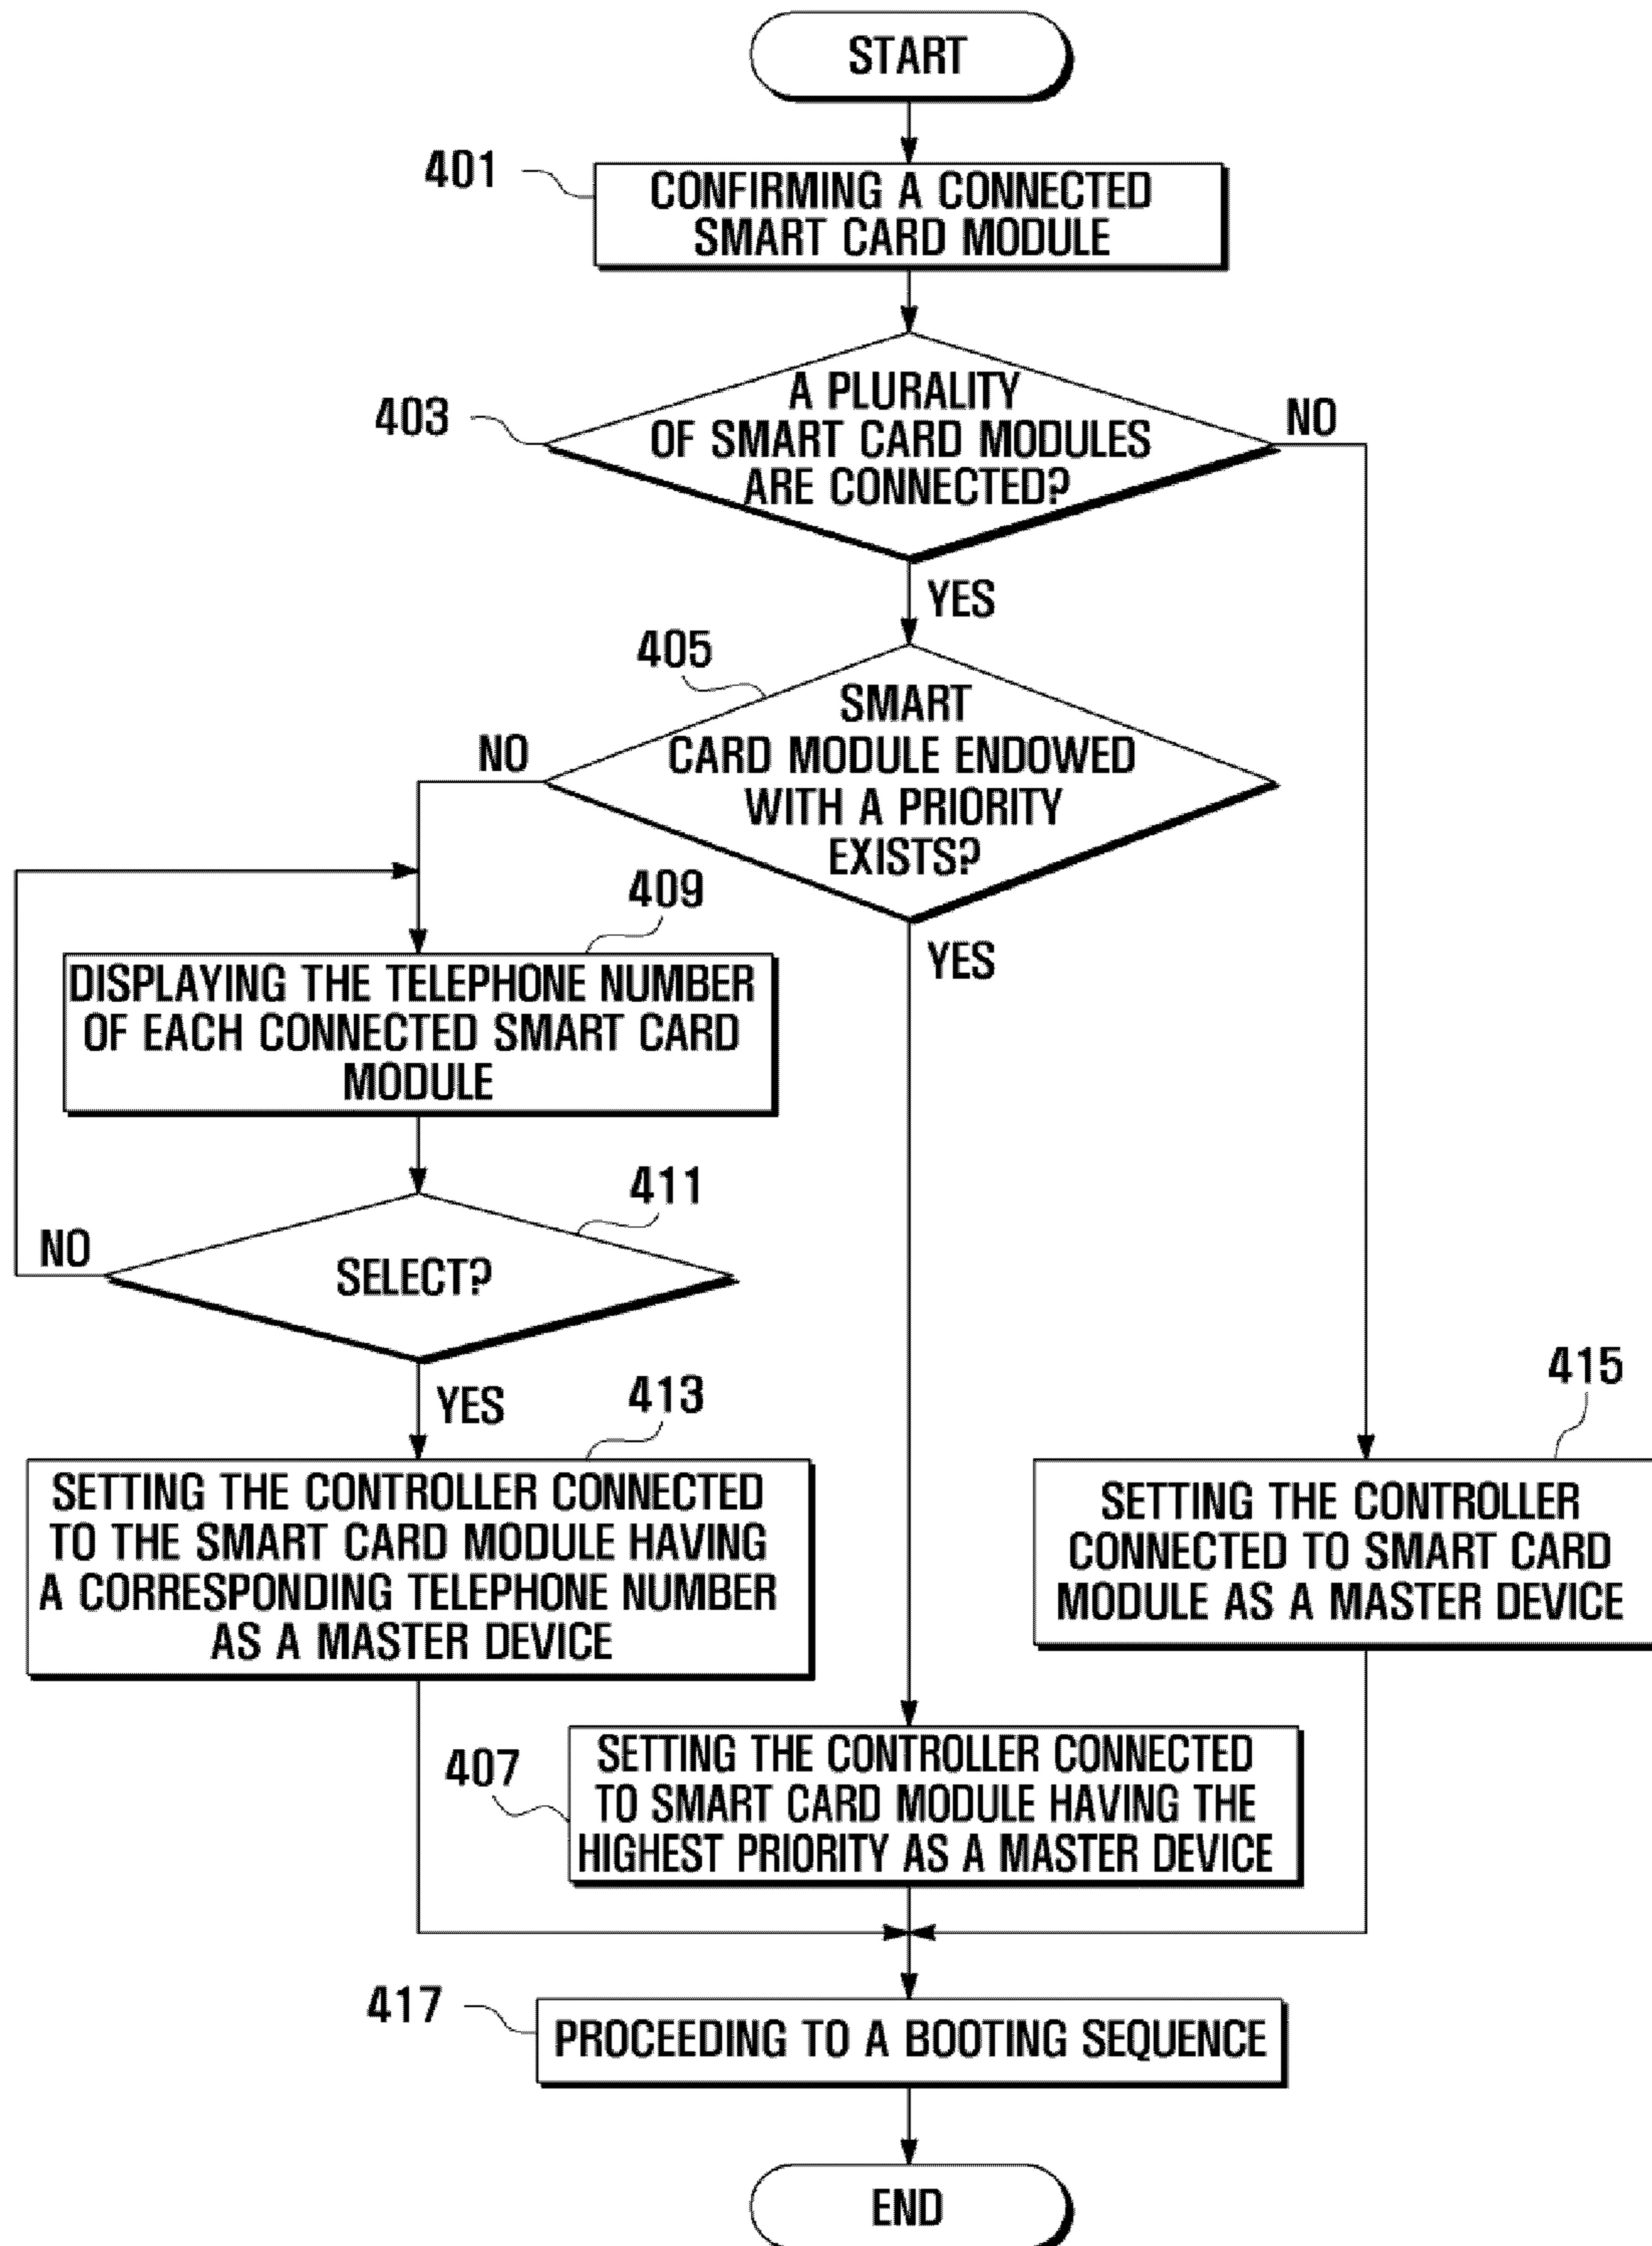 START
401
CONFIRMING A CONNECTED
SMART CARD MODULE
403
A PLURALITY
OF SMART CARD MODULES
ARE CONNECTED?
NO
YES
405
SMART
CARD MODULE ENDOWED
WITH A PRIORITY
EXISTS?
NO
YES
409
DISPLAYING THE TELEPHONE NUMBER
OF EACH CONNECTED SMART CARD
MODULE
411
SELECT?
NO
YES
413
SETTING THE CONTROLLER CONNECTED
TO THE SMART CARD MODULE HAVING
A CORRESPONDING TELEPHONE NUMBER
AS A MASTER DEVICE
415
SETTING THE CONTROLLER
CONNECTED TO SMART CARD
MODULE AS A MASTER DEVICE
407
SETTING THE CONTROLLER CONNECTED
TO SMART CARD MODULE HAVING THE
HIGHEST PRIORITY AS A MASTER DEVICE
417
PROCEEDING TO A BOOTING SEQUENCE
END